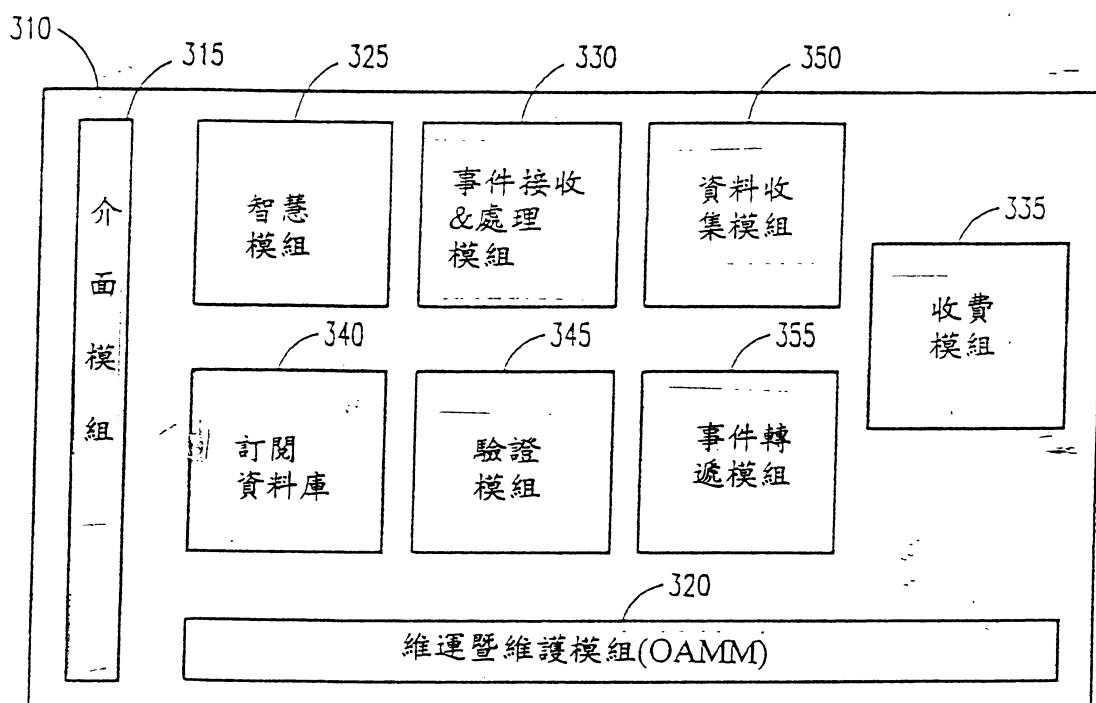 310
315
325
330
350
介面模組
智慧
模組
事件接收
&處理
模組
資料收
集模組
335
收費
模組
340
345
355
訂閱
資料庫
驗證
模組
事件轉
遞模組
320
維運暨維護模組(OAMM)